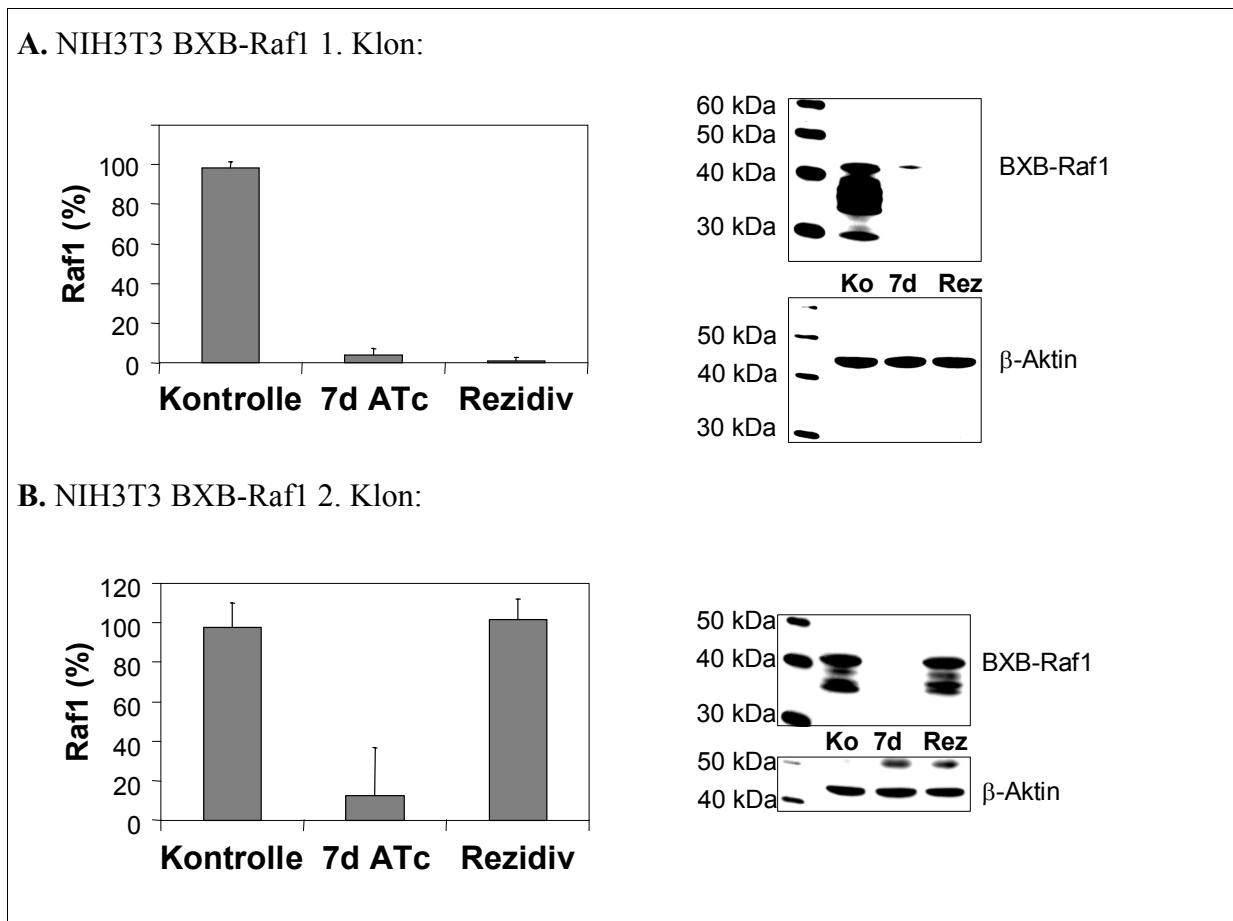 A. NIH3T3 BXB-Raf1 1. Klon:
Raf1 (%)
100
80
60
40
20
0
Kontrolle 7d ATc Rezidiv
60 kDa
50 kDa
40 kDa
30 kDa
BXB-Raf1
Ko 7d Rez
50 kDa
40 kDa
30 kDa
β-Aktin
B. NIH3T3 BXB-Raf1 2. Klon:
Raf1 (%)
120
100
80
60
40
20
0
Kontrolle 7d ATc Rezidiv
50 kDa
40 kDa
30 kDa
BXB-Raf1
Ko 7d Rez
50 kDa
40 kDa
β-Aktin